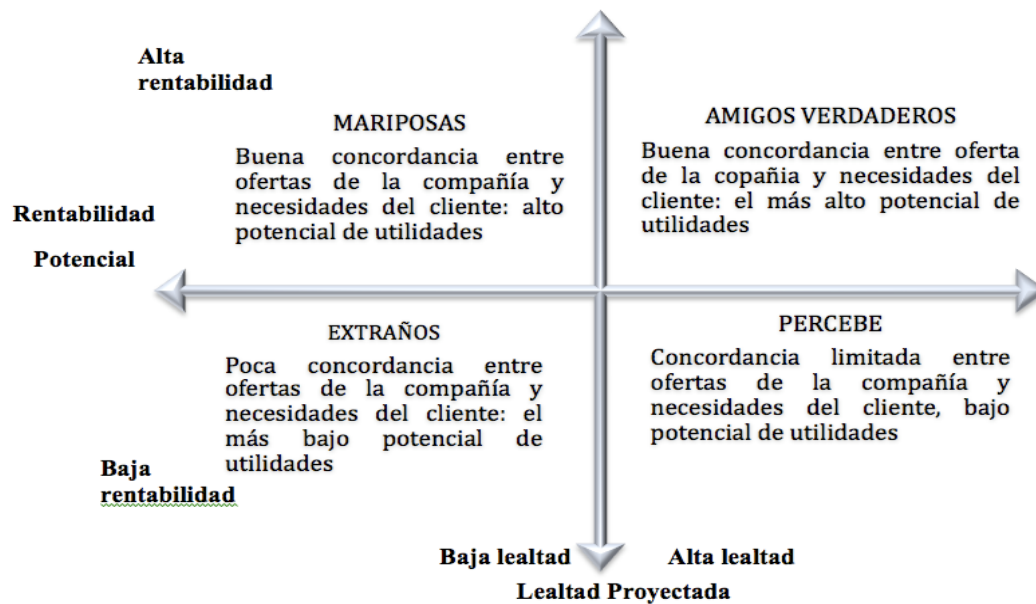 Alta
rentabilidad
MARIPOSAS
Buena concordancia entre
ofertas de la compañía y
necesidades del cliente: alto
potencial de utilidades
AMIGOS VERDADEROS
Buena concordancia entre oferta
de la copañia y necesidades del
cliente: el más alto potencial de
utilidades
Rentabilidad
Potencial
EXTRAÑOS
Poca concordancia entre
ofertas de la compañía y
necesidades del cliente: el
más bajo potencial de
utilidades
PERCEBE
Concordancia limitada entre
ofertas de la compañía y
necesidades del cliente, bajo
potencial de utilidades
Baja
rentabilidad
Baja lealtad
Alta lealtad
Lealtad Proyectada